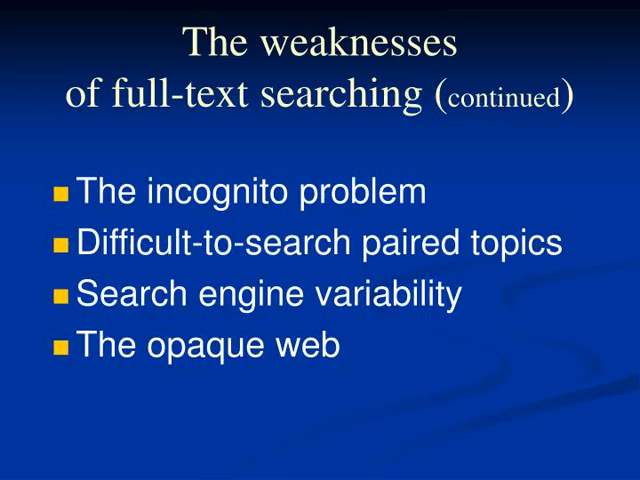 The weaknesses
of full-text searching (continued)
The incognito problem
Difficult-to-search paired topics
Search engine variability
The opaque web